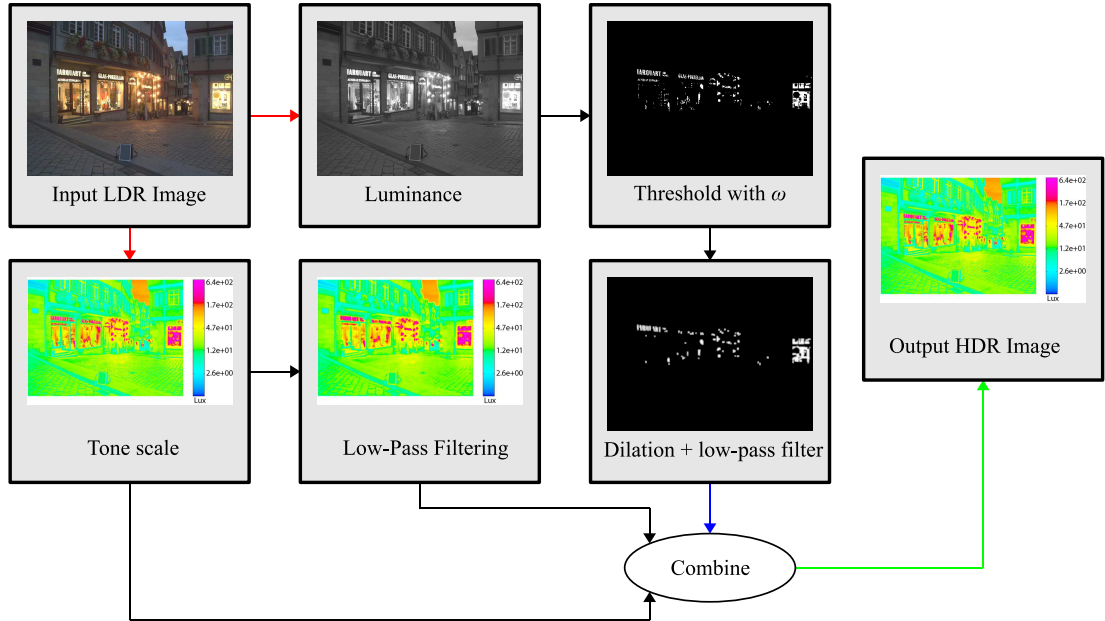 Input LDR Image
Luminance
Threshold with ω
6.4e+02
1.7e+02
4.7e+01
1.2e+01
2.6e+00
Lux
Tone scale
6.4e+02
1.7e+02
4.7e+01
1.2e+01
2.6e+00
Lux
Low-Pass Filtering
Dilation + low-pass filter
6.4e+02
1.7e+02
4.7e+01
1.2e+01
2.6e+00
Lux
Output HDR Image
Combine